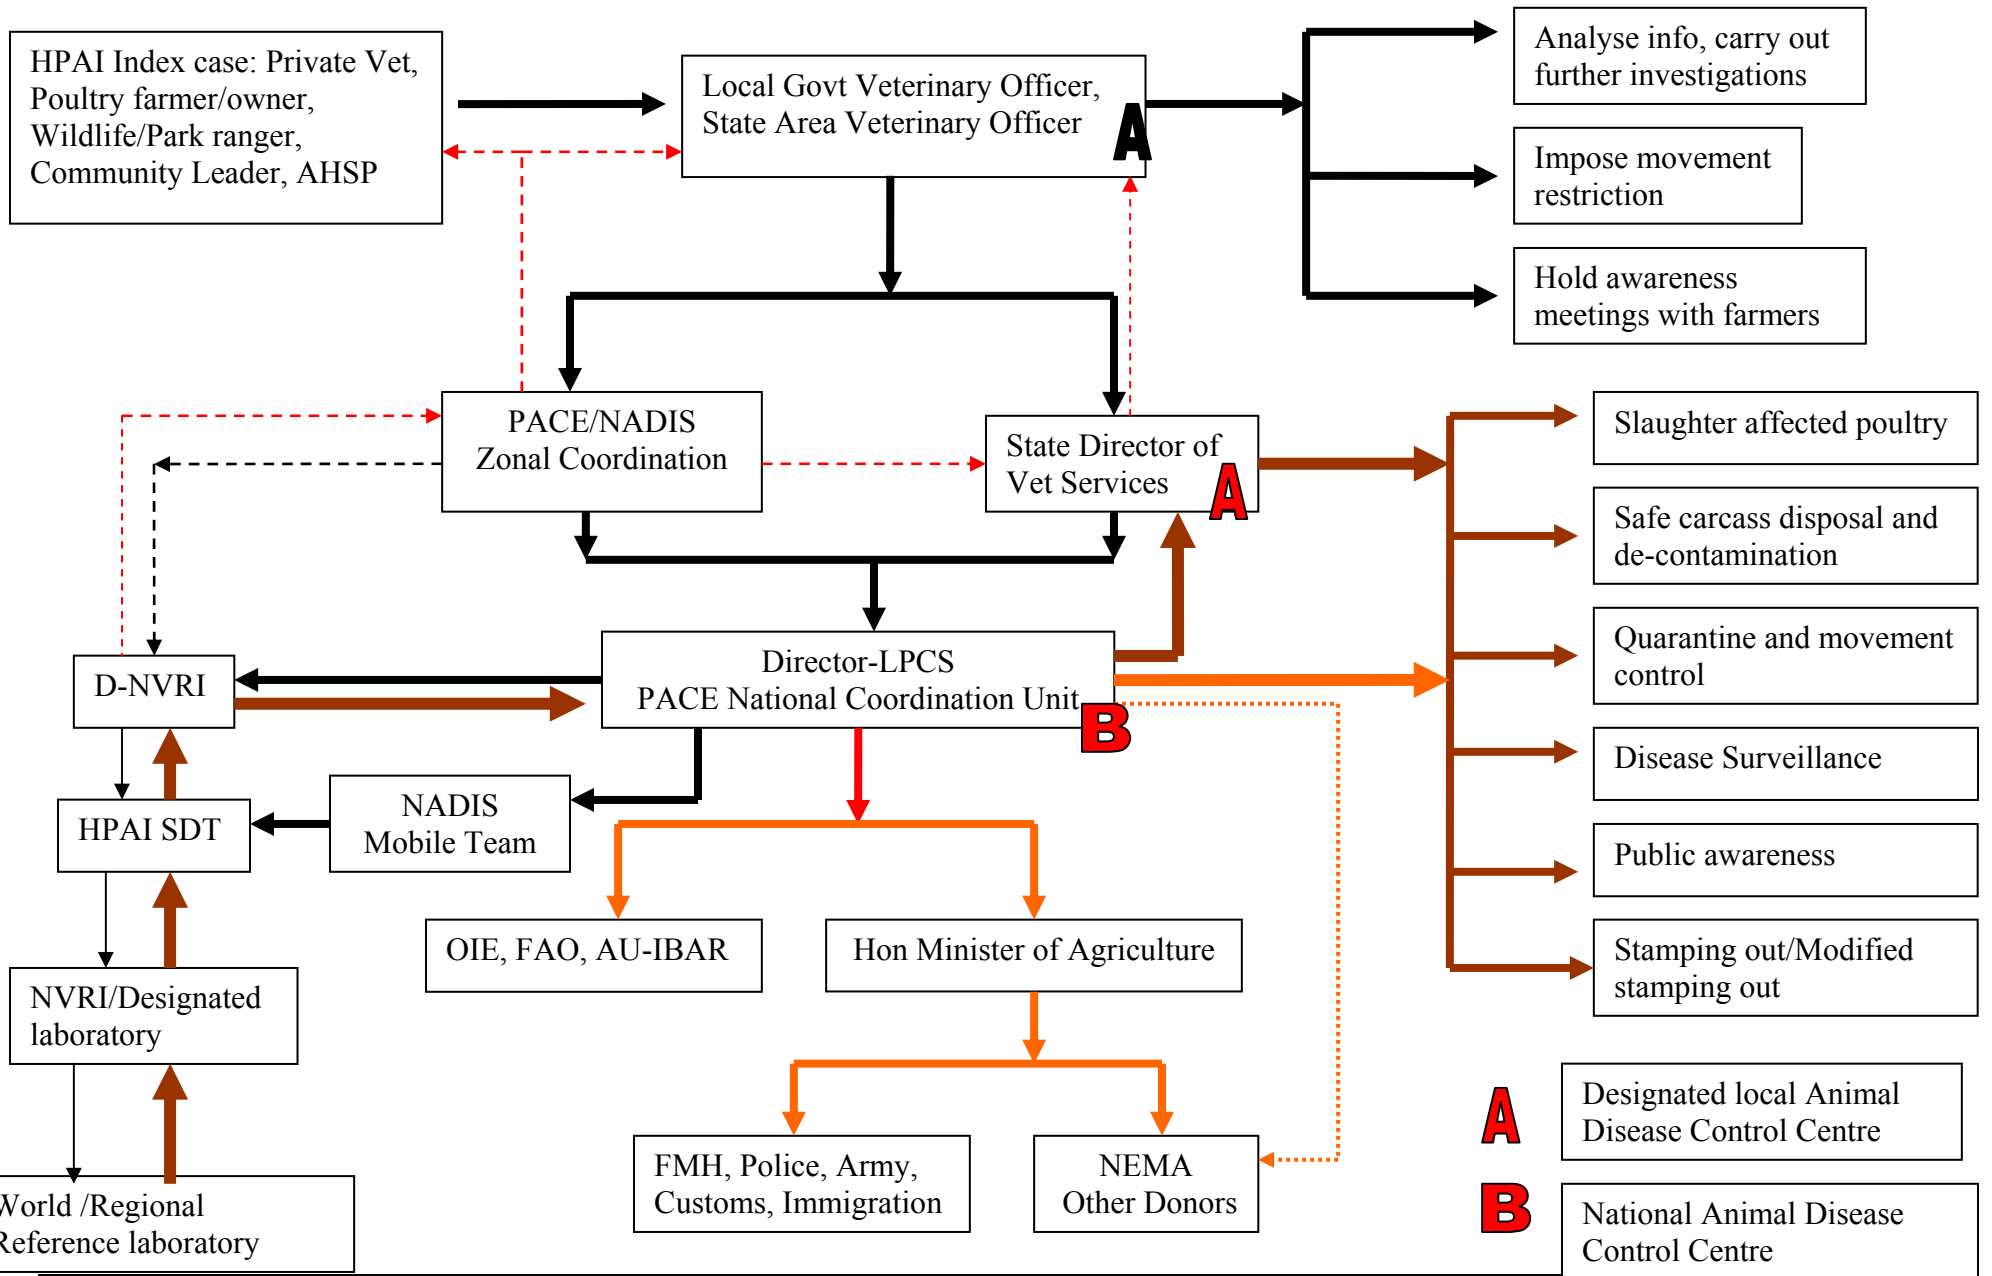 HPAI Index case: Private Vet,
Poultry farmer/owner,
Wildlife/Park ranger,
Community Leader, AHSP
Local Govt Veterinary Officer,
State Area Veterinary Officer
A
Analyse info, carry out
further investigations
Impose movement
restriction
Hold awareness
meetings with farmers
PACE/NADIS
Zonal Coordination
State Director of
Vet Services
A
Slaughter affected poultry
Safe carcass disposal and
de-contamination
Quarantine and movement
control
Disease Surveillance
Public awareness
Stamping out/Modified
stamping out
D-NVRI
Director-LPCS
PACE National Coordination Unit
B
HPAI SDT
NADIS
Mobile Team
OIE, FAO, AU-IBAR
Hon Minister of Agriculture
NVRI/Designated
laboratory
World /Regional
Reference laboratory
FMH, Police, Army,
Customs, Immigration
NEMA
Other Donors
A
Designated local Animal
Disease Control Centre
B
National Animal Disease
Control Centre